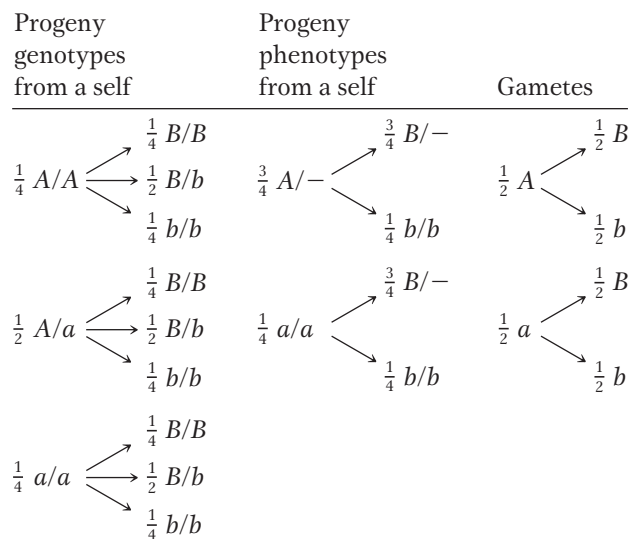 Progeny genotypes from a self
Progeny phenotypes from a self
Gametes
1/4 B/B
3/4 B/−
1/2 B
1/4 A/A
1/2 B/b
3/4 A/−
1/2 A
1/4 b/b
1/4 b/b
1/2 b
1/4 B/B
3/4 B/−
1/2 B
1/2 A/a
1/2 B/b
1/4 a/a
1/2 a
1/4 b/b
1/4 b/b
1/2 b
1/4 B/B
1/4 a/a
1/2 B/b
1/4 b/b